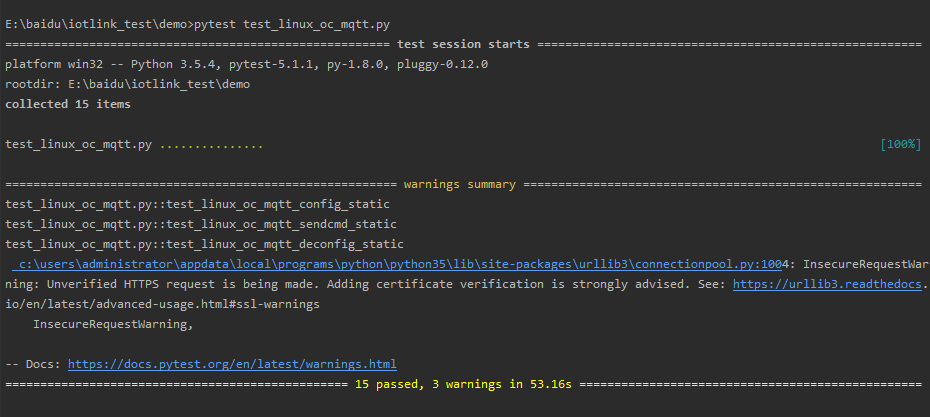 E:\baidu\iotlink_test\demo>pytest test_linux_oc_mqtt.py
======================================================== test session starts ========================================================
platform win32 -- Python 3.5.4, pytest-5.1.1, py-1.8.0, pluggy-0.12.0
rootdir: E:\baidu\iotlink_test\demo
collected 15 items
test_linux_oc_mqtt.py ............... [100%]
========================================================= warnings summary =========================================================
test_linux_oc_mqtt.py::test_linux_oc_mqtt_config_static
test_linux_oc_mqtt.py::test_linux_oc_mqtt_sendcmd_static
test_linux_oc_mqtt.py::test_linux_oc_mqtt_deconfig_static
c:\users\administrator\appdata\local\programs\python\python35\lib\site-packages\urllib3\connectionpool.py:1004: InsecureRequestWar
ning: Unverified HTTPS request is being made. Adding certificate verification is strongly advised. See: https://urllib3.readthedocs.
io/en/latest/advanced-usage.html#ssl-warnings
InsecureRequestWarning,
-- Docs: https://docs.pytest.org/en/latest/warnings.html
================================================= 15 passed, 3 warnings in 53.16s =================================================